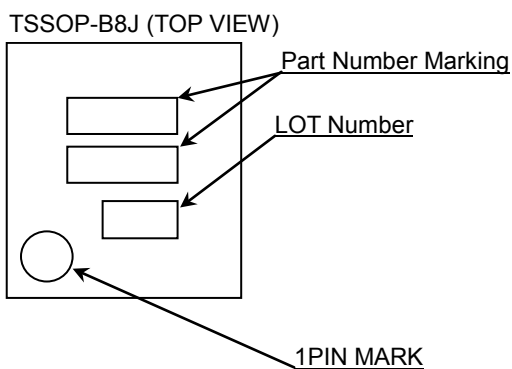 TSSOP-B8J (TOP VIEW)
Part Number Marking
LOT Number
1PIN MARK